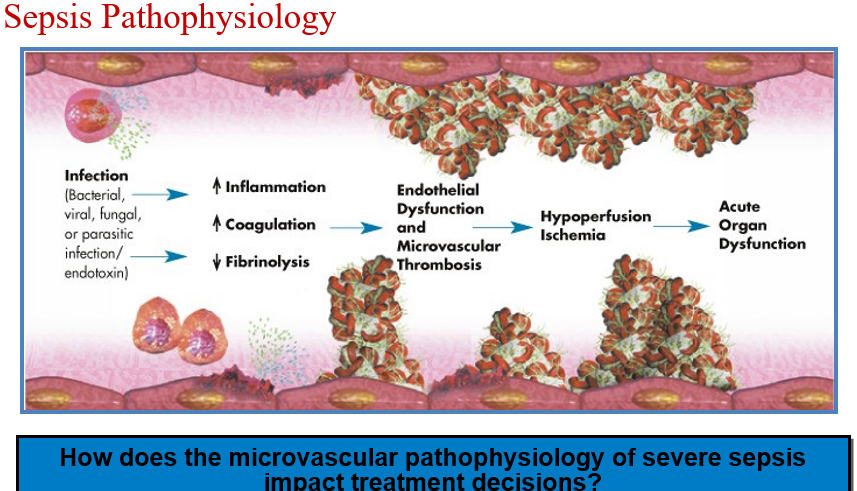 Sepsis Pathophysiology
Infection
(Bacterial,
viral, fungal,
or parasitic
infection/
endotoxin)
↑ Inflammation
↑ Coagulation
↓ Fibrinolysis
Endothelial
Dysfunction
and
Microvascular
Thrombosis
Hypoperfusion
Ischemia
Acute
Organ
Dysfunction
How does the microvascular pathophysiology of severe sepsis
impact treatment decisions?